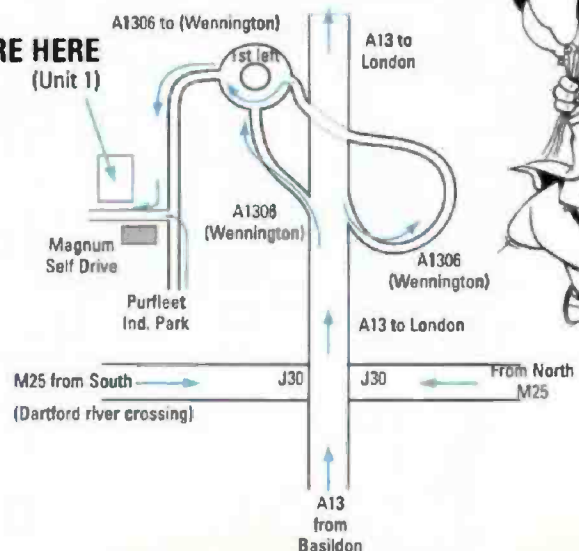 A1306 to (Wennington)
RE HERE
(Unit 1)
1st left
A13 to
London
A1308
(Wennington)
A1306
(Wennington)
Magnum
Self Drive
Purfleet
Ind. Park
A13 to London
M25 from South
J30
J30
From North
M25
(Dartford river crossing)
A13
from
Basildon